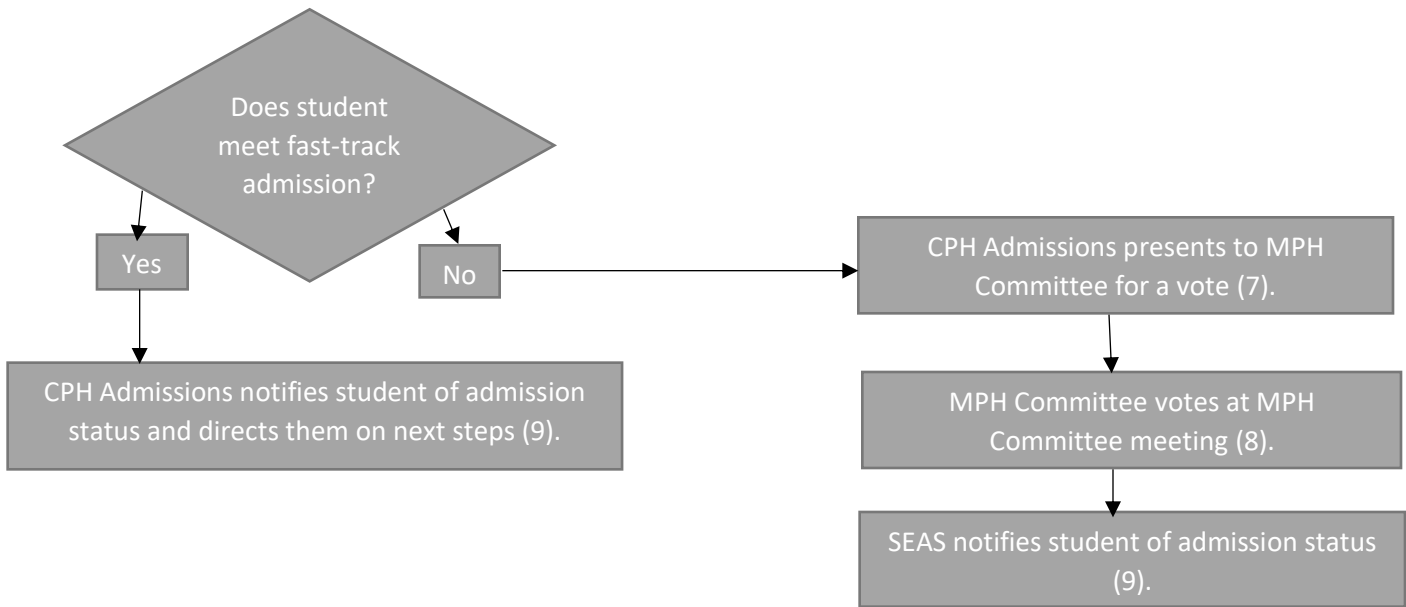 Does student
meet fast-track
admission?
Yes
No
CPH Admissions notifies student of admission
status and directs them on next steps (9).
CPH Admissions presents to MPH
Committee for a vote (7).
MPH Committee votes at MPH
Committee meeting (8).
SEAS notifies student of admission status
(9).